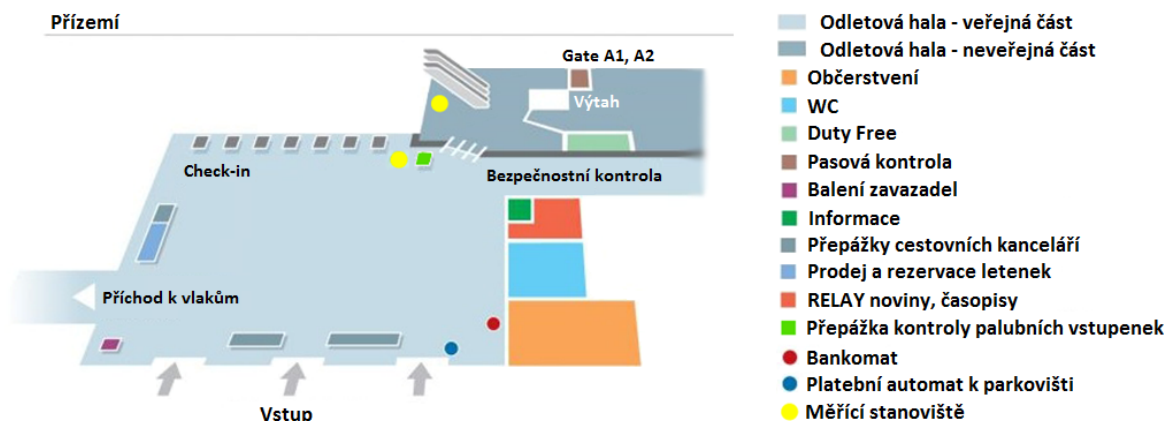 Přízemí
Gate A1, A2
Výtah
Check-in
Bezpečnostní kontrola
Příchod k vlakům
Vstup
Odletová hala - veřejná část
Odletová hala - neveřejná část
Občerstvení
WC
Duty Free
Pasová kontrola
Balení zavazadel
Informace
Přepážky cestovních kanceláří
Prodej a rezervace letenek
RELAY noviny, časopisy
Přepážka kontroly palubních vstupenek
Bankomat
Platební automat k parkovišti
Měřící stanoviště